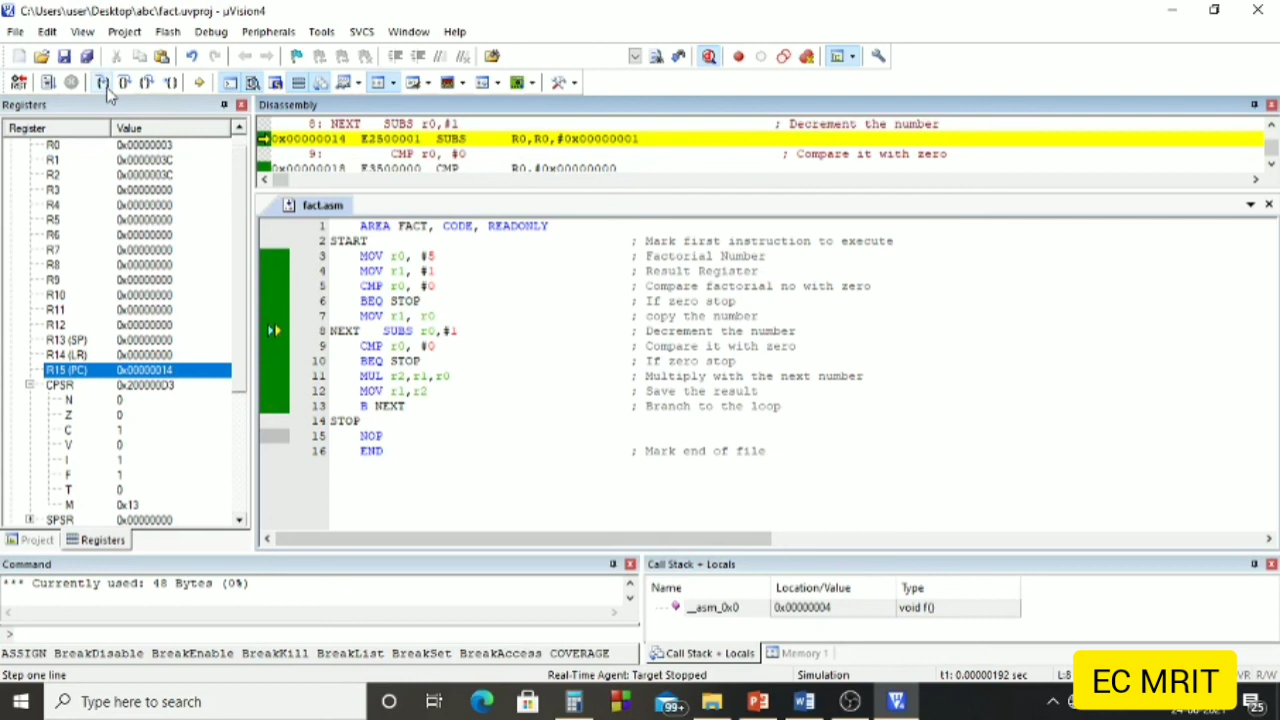 C:\Users\user\Desktop\abc\fact.uvproj - µVision4
File Edit View Project Flash Debug Peripherals Tools SVCS Window Help
Registers
Register Value
R0 0x00000003
R1 0x0000003C
R2 0x0000003C
R3 0x00000000
R4 0x00000000
R5 0x00000000
R6 0x00000000
R7 0x00000000
R8 0x00000000
R9 0x00000000
R10 0x00000000
R11 0x00000000
R12 0x00000000
R13 (SP) 0x00000000
R14 (LR) 0x00000000
R15 (PC) 0x00000014
CPSR 0x200000D3
N 0
Z 0
C 1
V 0
I 1
F 1
T 0
M 0x13
SPSR 0x00000000
Project Registers
Disassembly
8: NEXT SUBS r0,#1 ; Decrement the number
0x00000014 E2500001 SUBS R0,R0,#0x00000001
9: CMP r0, #0 ; Compare it with zero
0x00000018 E3500000 CMP R0,#0x00000000
fact.asm
1 AREA FACT, CODE, READONLY
2 START ; Mark first instruction to execute
3 MOV r0, #5 ; Factorial Number
4 MOV r1, #1 ; Result Register
5 CMP r0, #0 ; Compare factorial no with zero
6 BEQ STOP ; If zero stop
7 MOV r1, r0 ; copy the number
8 NEXT SUBS r0,#1 ; Decrement the number
9 CMP r0, #0 ; Compare it with zero
10 BEQ STOP ; If zero stop
11 MUL r2,r1,r0 ; Multiply with the next number
12 MOV r1,r2 ; Save the result
13 B NEXT ; Branch to the loop
14 STOP
15 NOP
16 END ; Mark end of file
Command
*** Currently used: 48 Bytes (0%)
>
ASSIGN BreakDisable BreakEnable BreakKill BreakList BreakSet BreakAccess COVERAGE
Call Stack + Locals
Name Location/Value Type
__asm_0x0 0x00000004 void f()
Call Stack + Locals Memory 1
Step one line Real-Time Agent: Target Stopped Simulation t1: 0.00000192 sec L:8 R/W
EC MRIT
Type here to search
99+
25